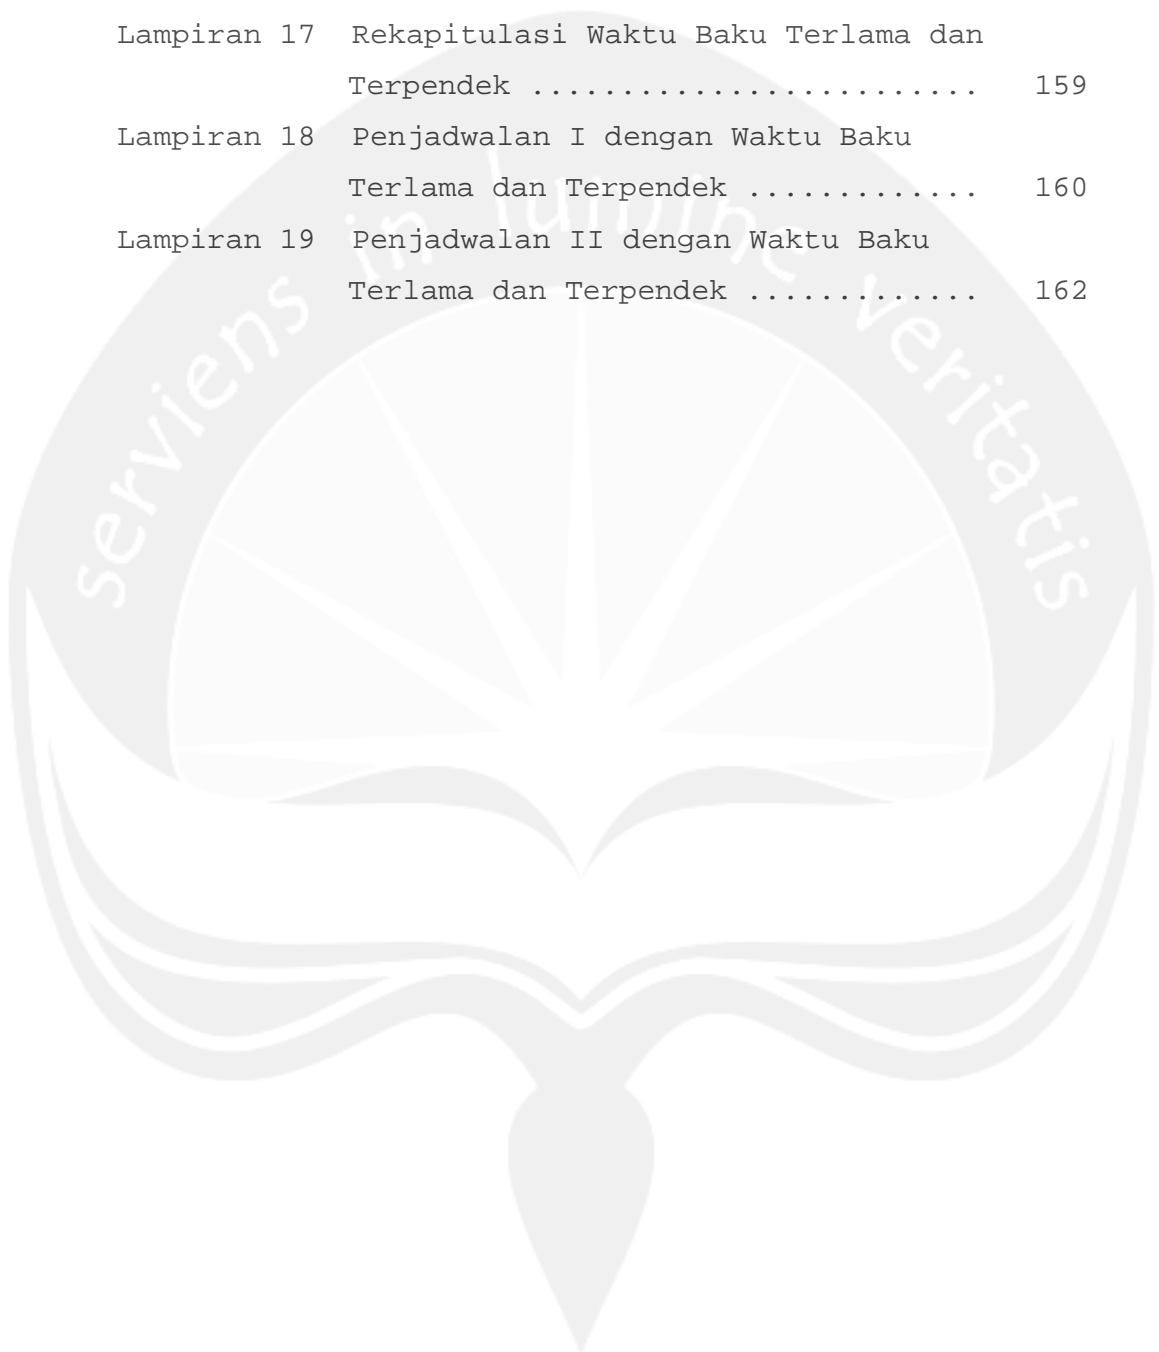 Lampiran 17 Rekapitulasi Waktu Baku Terlama dan
Terpendek ......................... 159
Lampiran 18 Penjadwalan I dengan Waktu Baku
Terlama dan Terpendek ............. 160
Lampiran 19 Penjadwalan II dengan Waktu Baku
Terlama dan Terpendek ............. 162
serviens in lumine veritatis